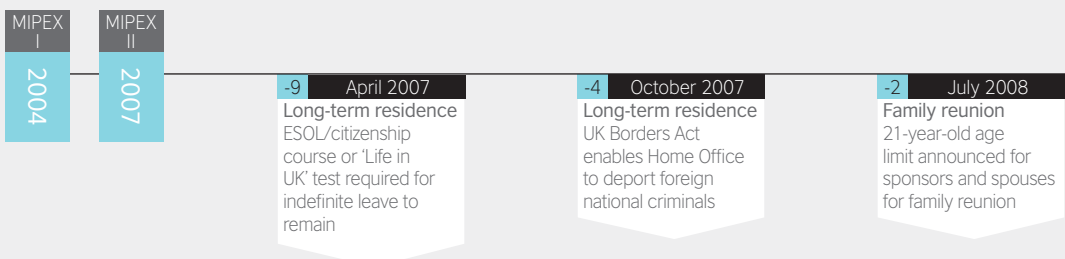 MIPEX
I
2004
MIPEX
II
2007
-9 April 2007
Long-term residence
ESOL/citizenship
course or ‘Life in
UK’ test required for
indefinite leave to
remain
-4 October 2007
Long-term residence
UK Borders Act
enables Home Office
to deport foreign
national criminals
-2 July 2008
Family reunion
21-year-old age
limit announced for
sponsors and spouses
for family reunion